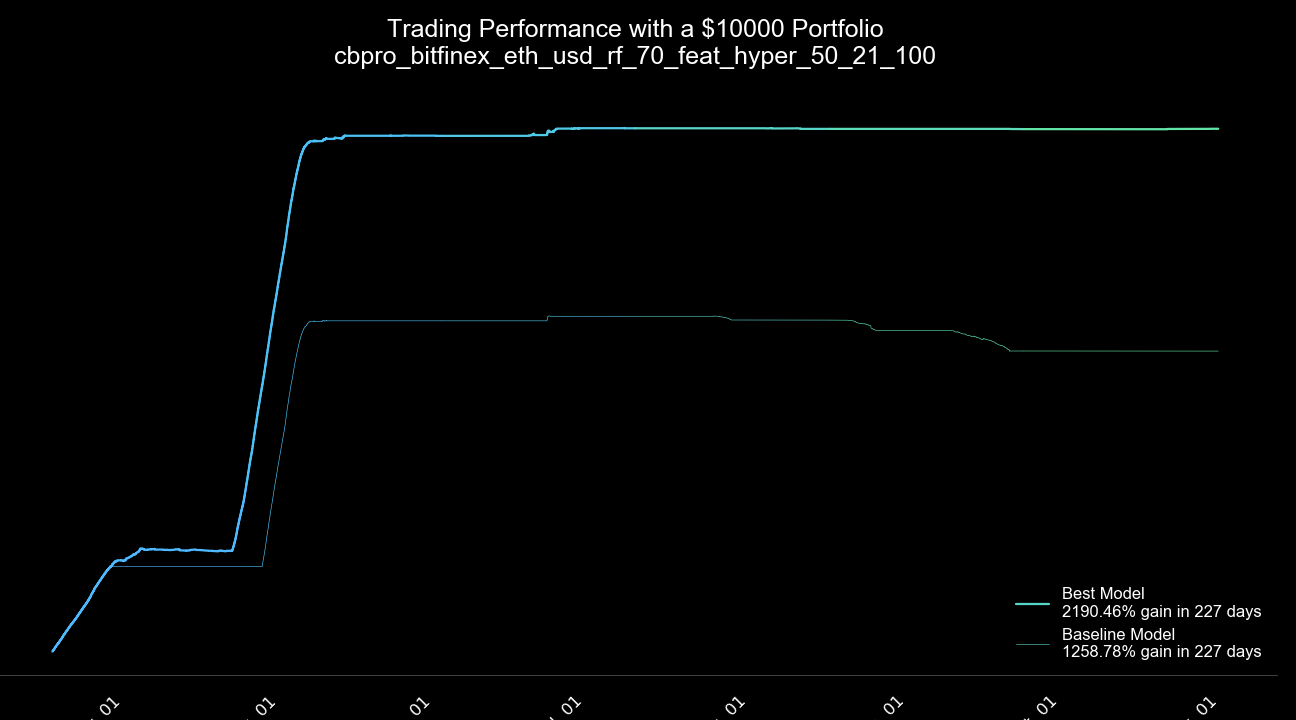 Trading Performance with a $10000 Portfolio
cbpro_bitfinex_eth_usd_rf_70_feat_hyper_50_21_100
Best Model
2190.46% gain in 227 days
Baseline Model
1258.78% gain in 227 days
01 01 01 01 01 01 01 01